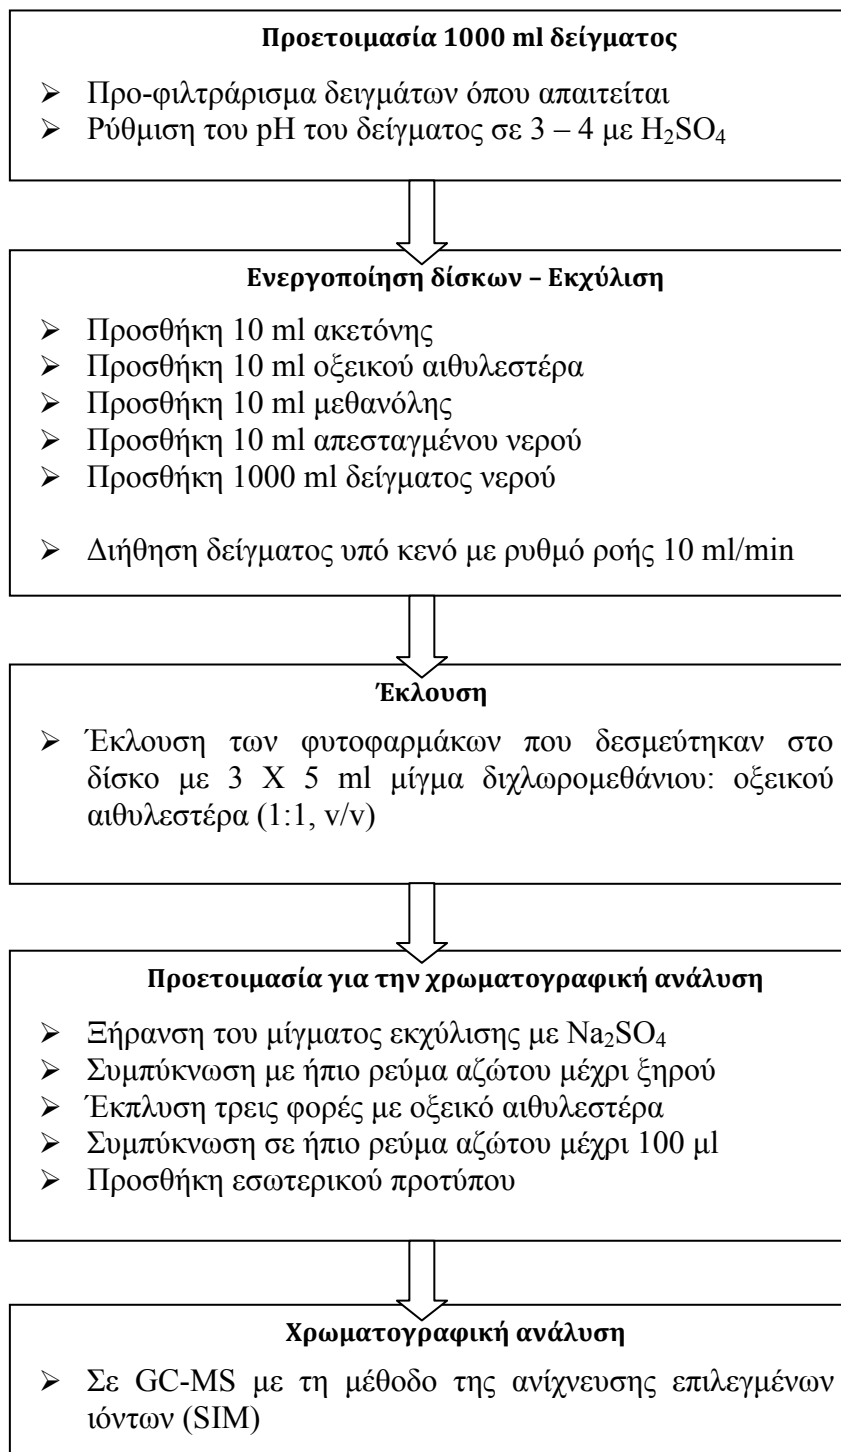 Προετοιμασία 1000 ml δείγματος
➢ Προ-φιλτράρισμα δειγμάτων όπου απαιτείται
➢ Ρύθμιση του pH του δείγματος σε 3 – 4 με H₂SO₄
Ενεργοποίηση δίσκων – Εκχύλιση
➢ Προσθήκη 10 ml ακετόνης
➢ Προσθήκη 10 ml οξεικού αιθυλεστέρα
➢ Προσθήκη 10 ml μεθανόλης
➢ Προσθήκη 10 ml απεσταγμένου νερού
➢ Προσθήκη 1000 ml δείγματος νερού
➢ Διήθηση δείγματος υπό κενό με ρυθμό ροής 10 ml/min
Έκλουση
➢ Έκλουση των φυτοφαρμάκων που δεσμεύτηκαν στο
δίσκο με 3 X 5 ml μίγμα διχλωρομεθάνιου: οξεικού
αιθυλεστέρα (1:1, v/v)
Προετοιμασία για την χρωματογραφική ανάλυση
➢ Ξήρανση του μίγματος εκχύλισης με Na₂SO₄
➢ Συμπύκνωση με ήπιο ρεύμα αζώτου μέχρι ξηρού
➢ Έκπλυση τρεις φορές με οξεικό αιθυλεστέρα
➢ Συμπύκνωση σε ήπιο ρεύμα αζώτου μέχρι 100 μl
➢ Προσθήκη εσωτερικού προτύπου
Χρωματογραφική ανάλυση
➢ Σε GC-MS με τη μέθοδο της ανίχνευσης επιλεγμένων
ιόντων (SIM)